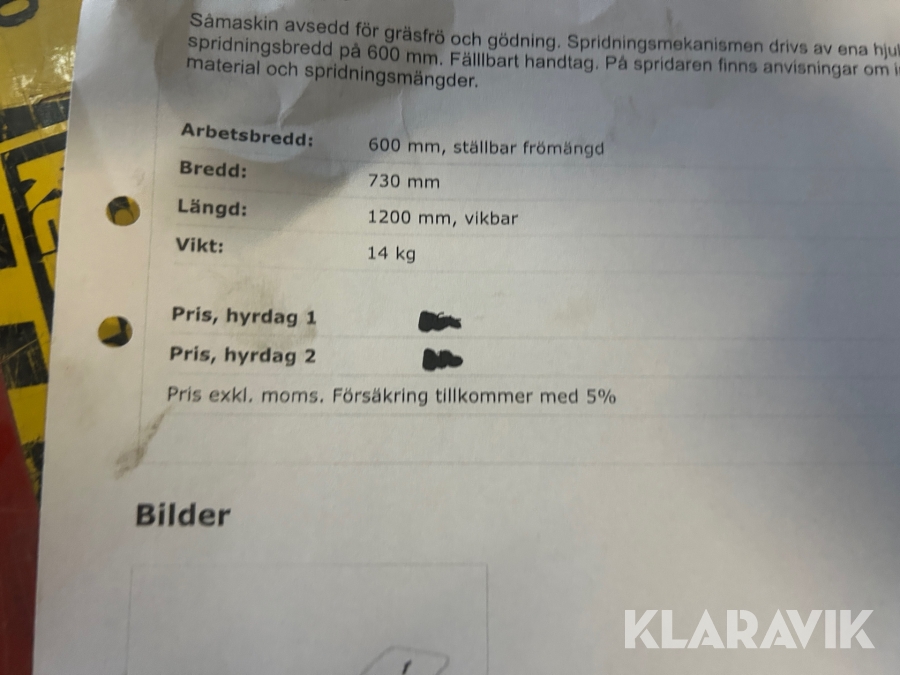 Såmaskin avsedd för gräsfrö och gödning. Spridningsmekanismen drivs av ena
spridningsbredd på 600 mm. Fälllbart handtag. På spridaren finns anvisningar om
material och spridningsmängder.
Arbetsbredd: 600 mm, ställbar frömängd
Bredd: 730 mm
Längd: 1200 mm, vikbar
Vikt: 14 kg
Pris, hyrdag 1
Pris, hyrdag 2
Pris exkl. moms. Försäkring tillkommer med 5%
Bilder
KLARAVIK